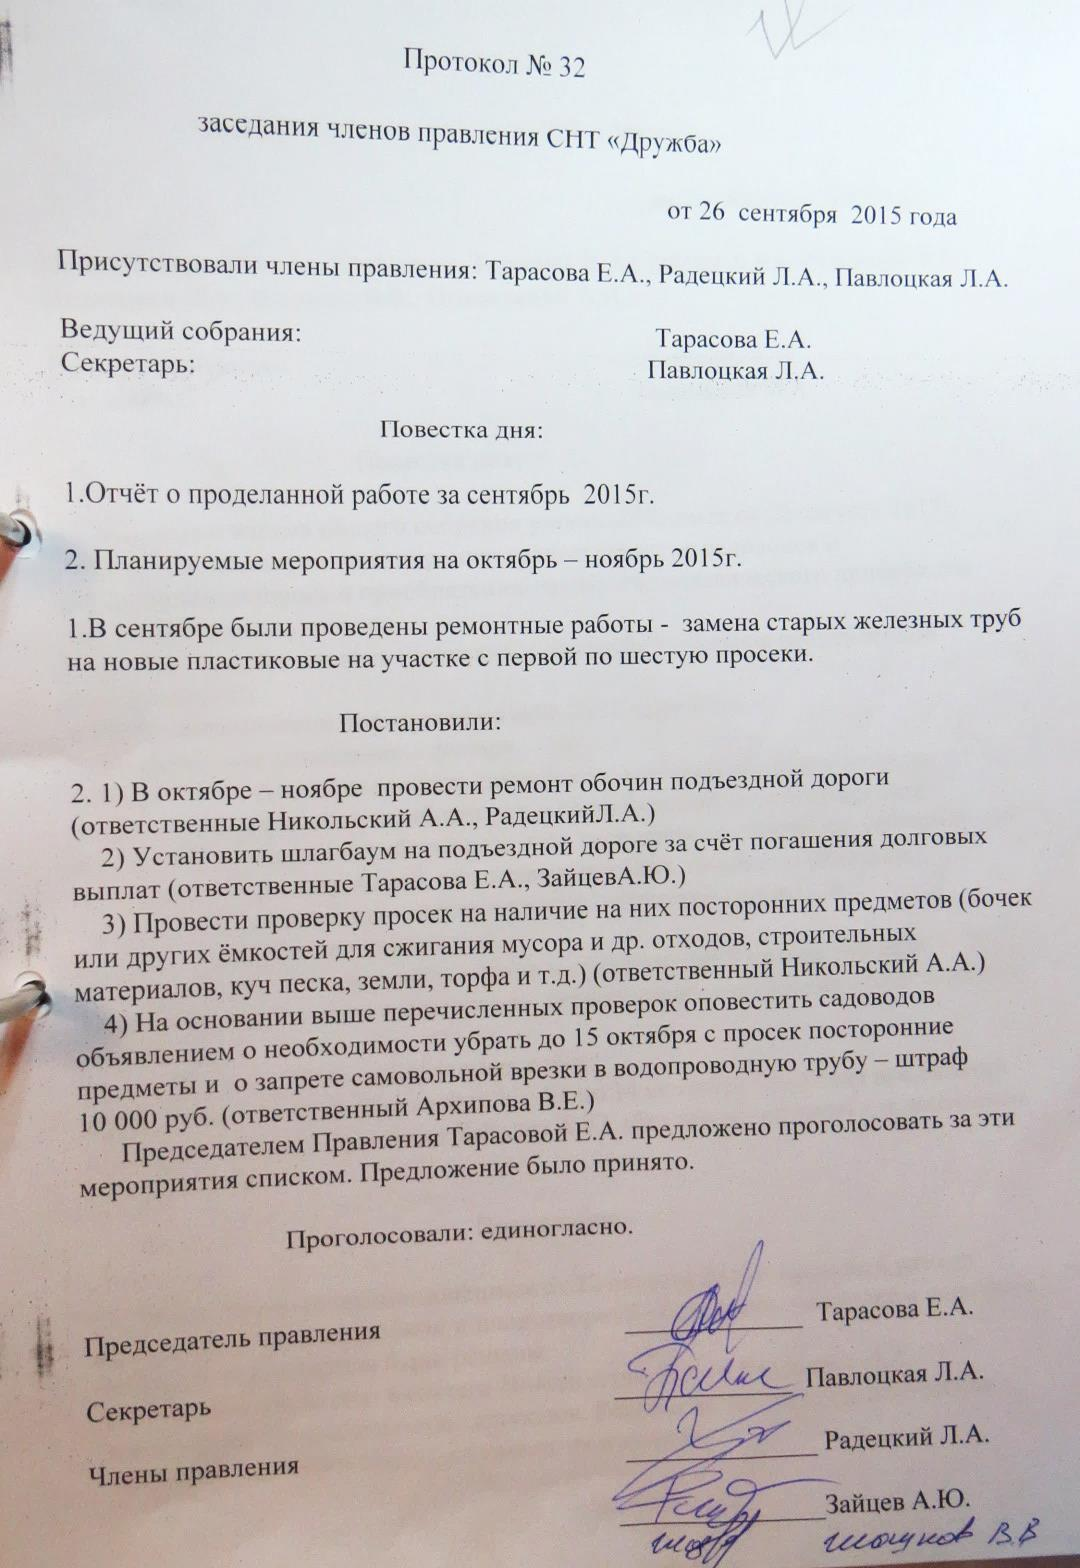 Протокол № 32
заседания членов правления СНТ «Дружба»
от 26 сентября 2015 года
Присутствовали члены правления: Тарасова Е.А., Радецкий Л.А., Павлоцкая Л.А.
Ведущий собрания: Тарасова Е.А.
Секретарь: Павлоцкая Л.А.
Повестка дня:
1.Отчёт о проделанной работе за сентябрь 2015г.
2. Планируемые мероприятия на октябрь – ноябрь 2015г.
1.В сентябре были проведены ремонтные работы - замена старых железных труб
на новые пластиковые на участке с первой по шестую просеки.
Постановили:
2. 1) В октябре – ноябре провести ремонт обочин подъездной дороги
(ответственные Никольский А.А., РадецкийЛ.А.)
2) Установить шлагбаум на подъездной дороге за счёт погашения долговых
выплат (ответственные Тарасова Е.А., ЗайцевА.Ю.)
3) Провести проверку просек на наличие на них посторонних предметов (бочек
или других ёмкостей для сжигания мусора и др. отходов, строительных
материалов, куч песка, земли, торфа и т.д.) (ответственный Никольский А.А.)
4) На основании выше перечисленных проверок оповестить садоводов
объявлением о необходимости убрать до 15 октября с просек посторонние
предметы и о запрете самовольной врезки в водопроводную трубу – штраф
10 000 руб. (ответственный Архипова В.Е.)
Председателем Правления Тарасовой Е.А. предложено проголосовать за эти
мероприятия списком. Предложение было принято.
Проголосовали: единогласно.
Председатель правления Тарасова Е.А.
Секретарь Павлоцкая Л.А.
Члены правления Радецкий Л.А.
Зайцев А.Ю.
В.В